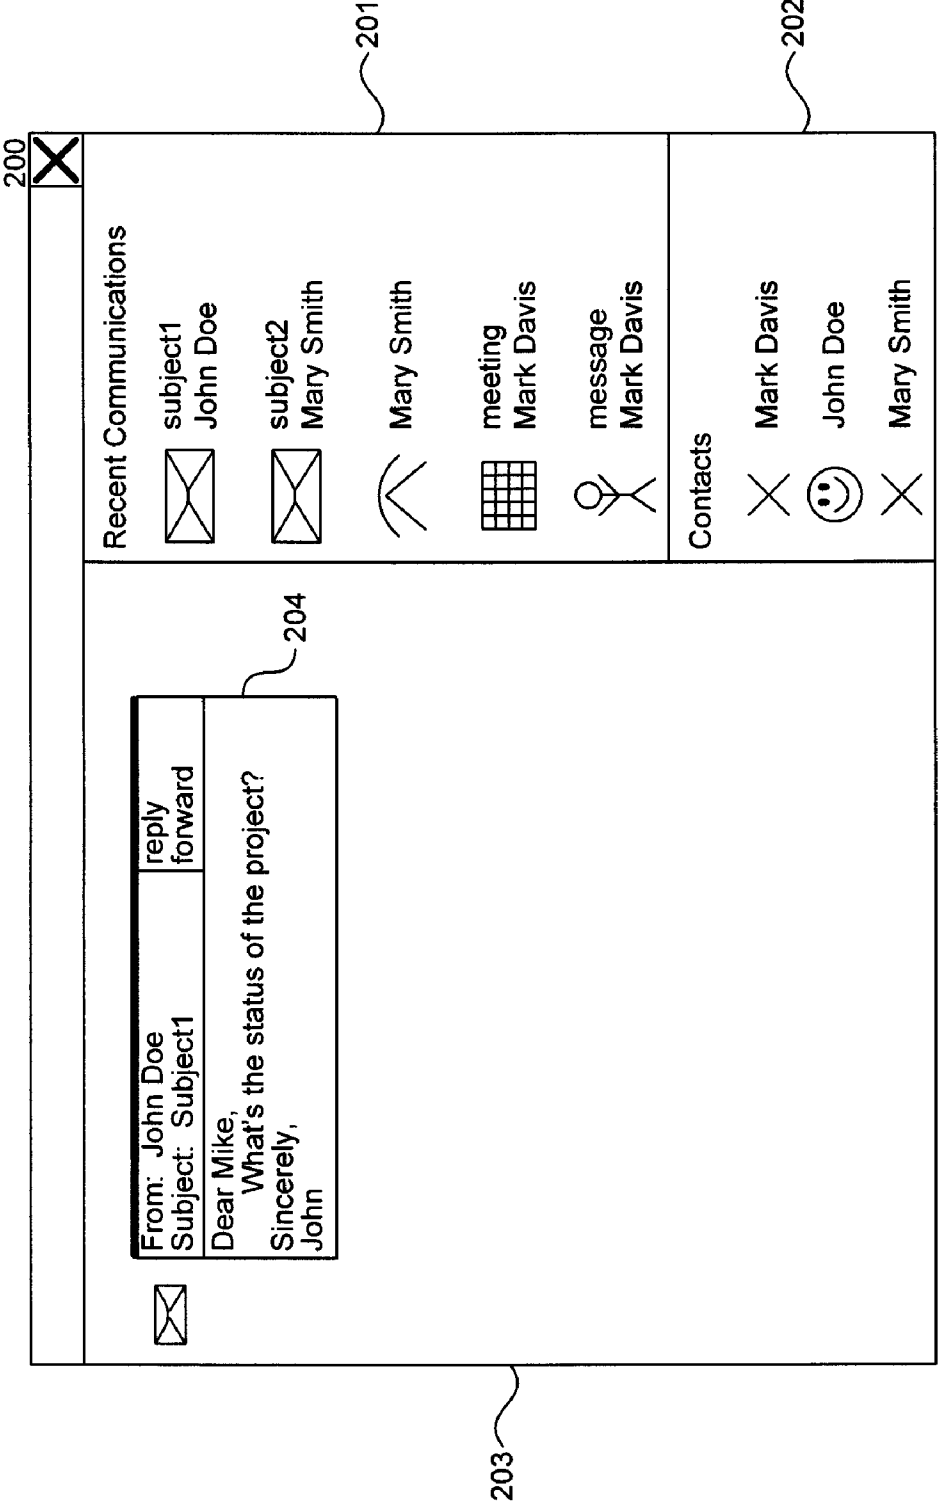 200
From: John Doe
Subject: Subject1
reply
forward
Dear Mike,
What's the status of the project?
Sincerely,
John
204
203
Recent Communications
subject1
John Doe
subject2
Mary Smith
Mary Smith
meeting
Mark Davis
message
Mark Davis
201
Contacts
Mark Davis
John Doe
Mary Smith
202